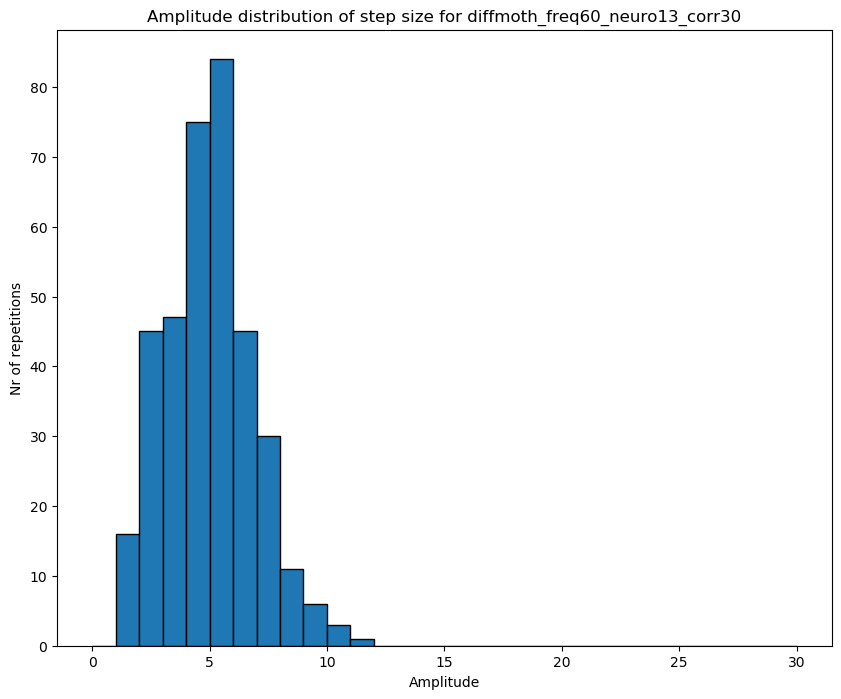 Amplitude distribution of step size for diffmoth_freq60_neuro13_corr30
Nr of repetitions
80
70
60
50
40
30
20
10
0
0 5 10 15 20 25 30
Amplitude